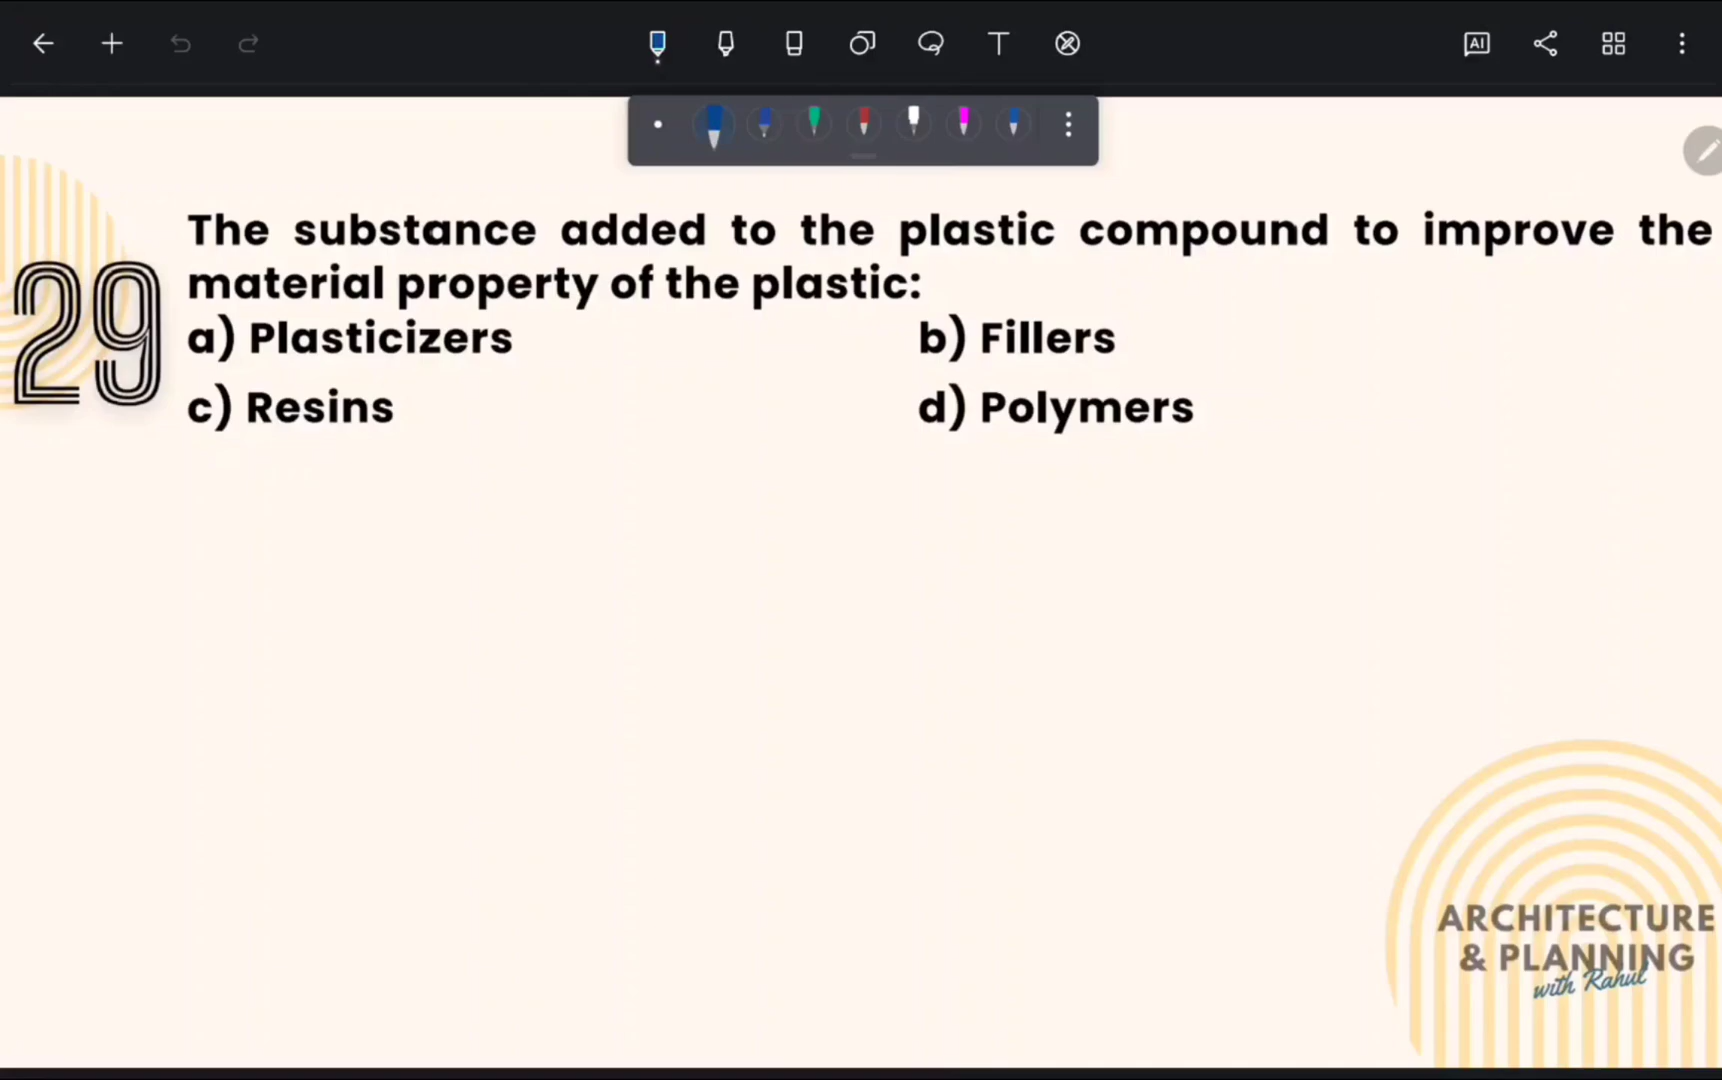 AI
T
29
The substance added to the plastic compound to improve the
material property of the plastic:
a) Plasticizers
b) Fillers
c) Resins
d) Polymers
ARCHITECTURE
& PLANNING
with Rahul